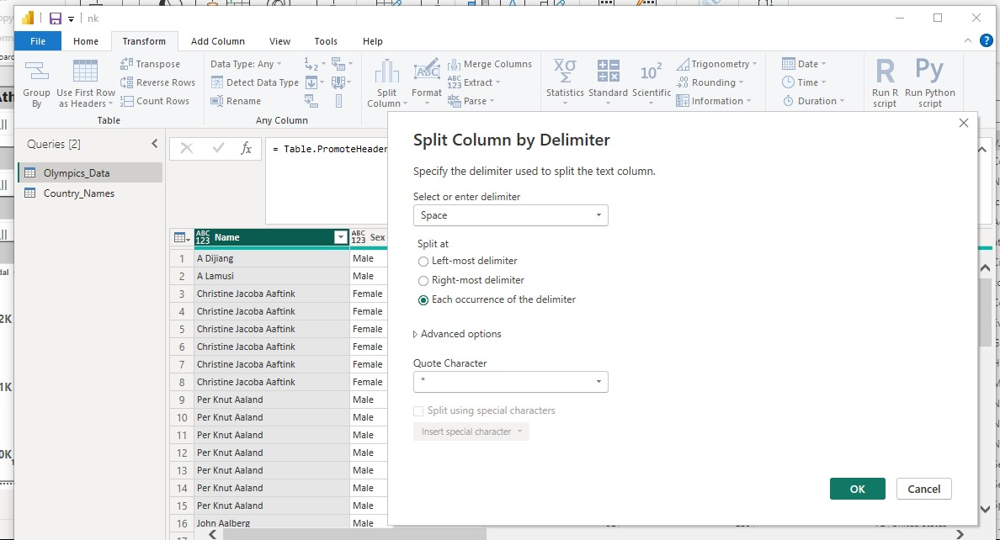 nk
File Home Transform Add Column View Tools Help
Transpose Data Type: Any Merge Columns Trigonometry Date
Group By Use First Row as Headers Reverse Rows Detect Data Type Split Column Format Extract Statistics Standard Scientific Rounding Time Run R script Run Python script
Count Rows Rename Parse Information Duration
Table Any Column
Queries [2]
Olympics_Data
Country_Names
fx = Table.PromoteHeader
ABC 123 Name ABC 123 Sex
1 A Dijiang Male
2 A Lamusi Male
3 Christine Jacoba Aaftink Female
4 Christine Jacoba Aaftink Female
5 Christine Jacoba Aaftink Female
6 Christine Jacoba Aaftink Female
7 Christine Jacoba Aaftink Female
8 Christine Jacoba Aaftink Female
9 Per Knut Aaland Male
10 Per Knut Aaland Male
11 Per Knut Aaland Male
12 Per Knut Aaland Male
13 Per Knut Aaland Male
14 Per Knut Aaland Male
15 Per Knut Aaland Male
16 John Aalberg Male
Split Column by Delimiter
Specify the delimiter used to split the text column.
Select or enter delimiter
Space
Split at
Left-most delimiter
Right-most delimiter
Each occurrence of the delimiter
Advanced options
Quote Character
"
Split using special characters
Insert special character
OK Cancel
2K
1K
0K